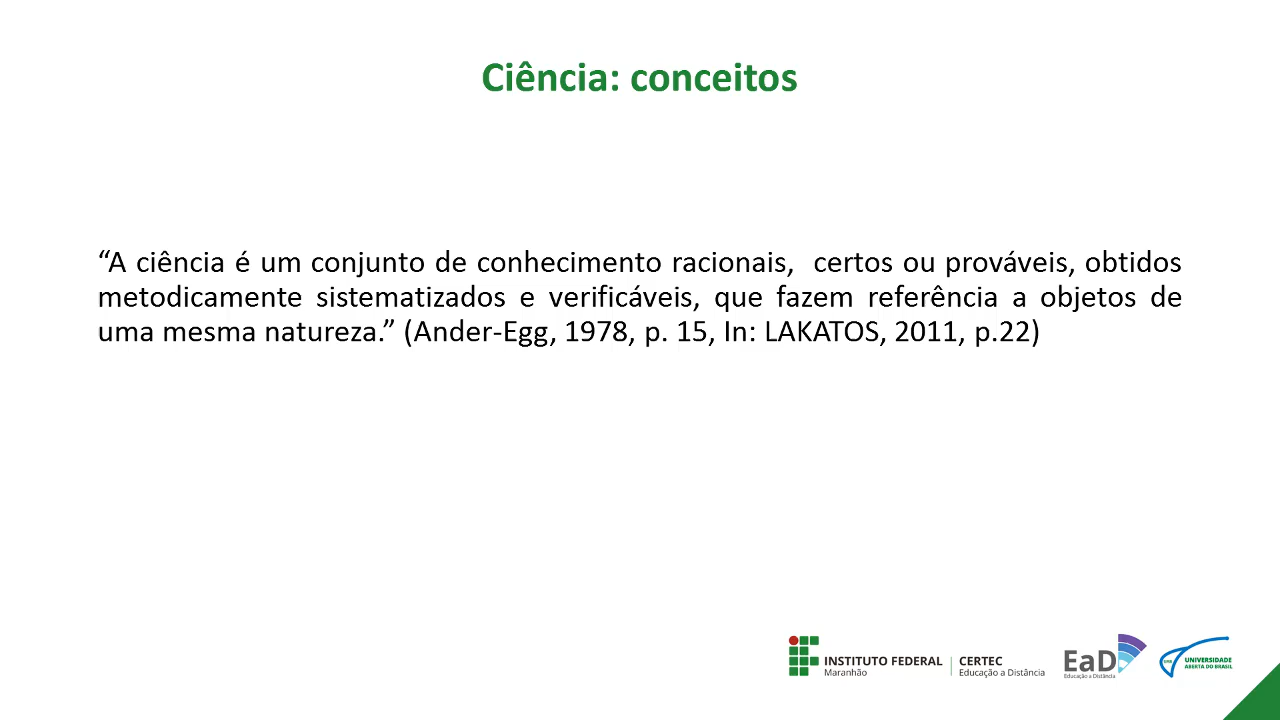 Ciência: conceitos
“A ciência é um conjunto de conhecimento racionais,  certos ou prováveis, obtidos
metodicamente sistematizados e verificáveis, que fazem referência a objetos de
uma mesma natureza.” (Ander-Egg, 1978, p. 15, In: LAKATOS, 2011, p.22)
INSTITUTO FEDERAL
Maranhão
CERTEC
Educação a Distância
EaD
Educação a Distância
UAB
UNIVERSIDADE
ABERTA DO BRASIL